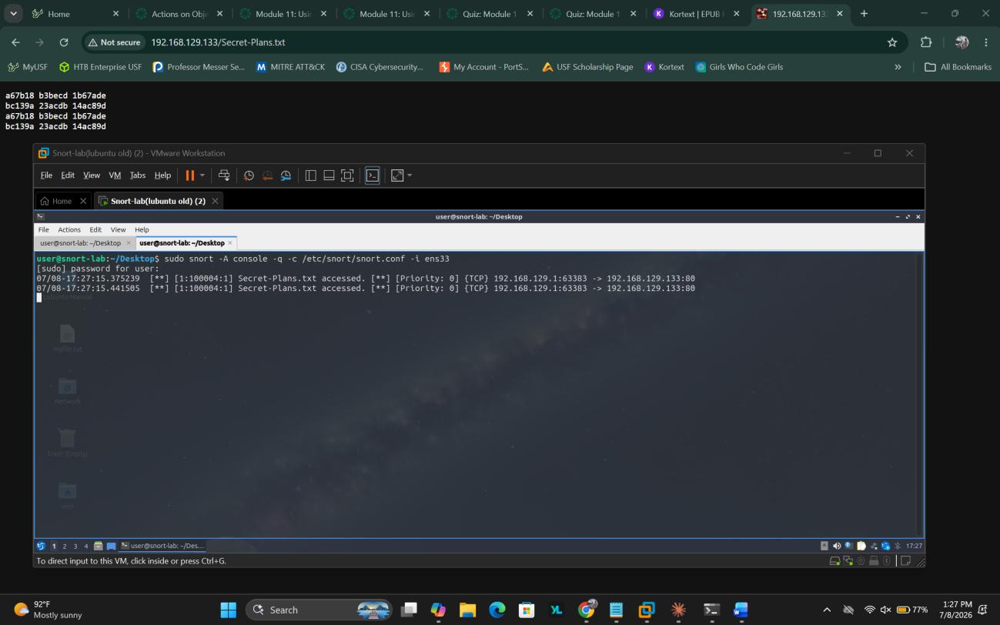 Home
Actions on Obje
Module 11: Usin
Module 11: Usin
Quiz: Module 1
Quiz: Module 1
Kortext | EPUB F
192.168.129.13
Not secure
192.168.129.133/Secret-Plans.txt
MyUSF
HTB Enterprise USF
Professor Messer Se...
MITRE ATT&CK
CISA Cybersecurity...
My Account - PortS...
USF Scholarship Page
Kortext
Girls Who Code Girls
»
All Bookmarks
a67b18 b3becd 1b67ade
bc139a 23acdb 14ac89d
a67b18 b3becd 1b67ade
bc139a 23acdb 14ac89d
Snort-lab(lubuntu old) (2) - VMware Workstation
File Edit View VM Tabs Help
Home
Snort-lab(lubuntu old) (2)
user@snort-lab: ~/Desktop
File Actions Edit View Help
user@snort-lab: ~/Desktop
user@snort-lab: ~/Desktop
user@snort-lab:~/Desktop$ sudo snort -A console -q -c /etc/snort/snort.conf -i ens33
[sudo] password for user:
07/08-17:27:15.375239 [**] [1:100004:1] Secret-Plans.txt accessed. [**] [Priority: 0] {TCP} 192.168.129.1:63383 -> 192.168.129.133:80
07/08-17:27:15.441505 [**] [1:100004:1] Secret-Plans.txt accessed. [**] [Priority: 0] {TCP} 192.168.129.1:63383 -> 192.168.129.133:80
Lubuntu Manual
myfile.txt
Network
Trash (Empty)
user
1 2 3 4
user@snort-lab: ~/Des...
17:27
To direct input to this VM, click inside or press Ctrl+G.
92°F
Mostly sunny
Search
77%
1:27 PM
7/8/2026